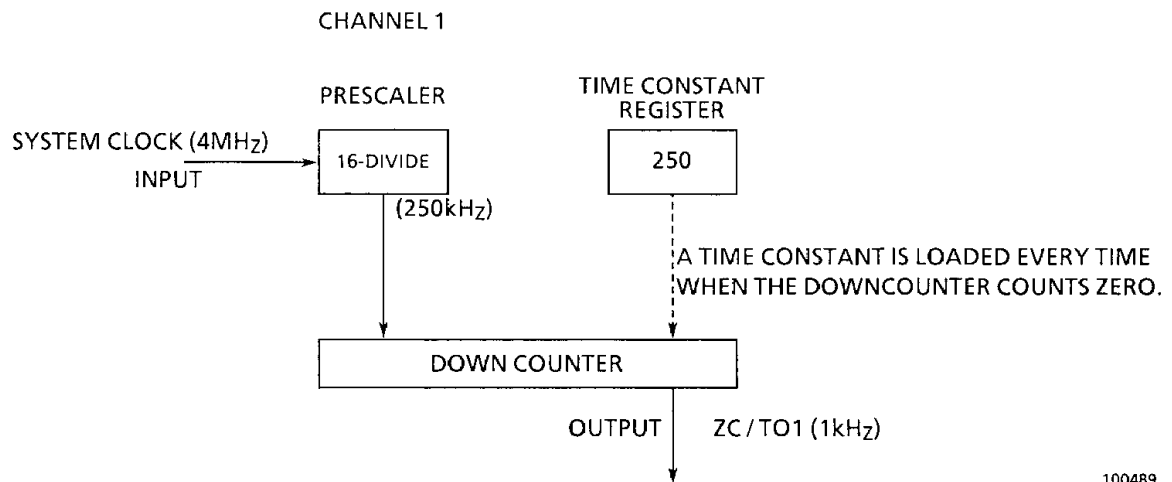 CHANNEL 1
PRESCALER
TIME CONSTANT
REGISTER
SYSTEM CLOCK (4MHz)
INPUT
16-DIVIDE
250
(250kHz)
A TIME CONSTANT IS LOADED EVERY TIME
WHEN THE DOWNCOUNTER COUNTS ZERO.
DOWN COUNTER
OUTPUT
ZC / TO1 (1kHz)
100489